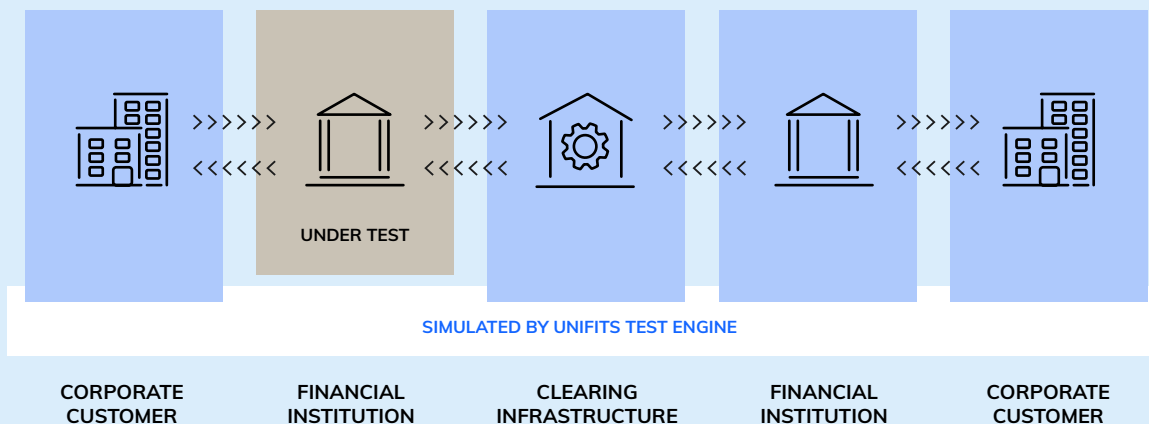 UNDER TEST
SIMULATED BY UNIFITS TEST ENGINE
CORPORATE
CUSTOMER
FINANCIAL
INSTITUTION
CLEARING
INFRASTRUCTURE
FINANCIAL
INSTITUTION
CORPORATE
CUSTOMER